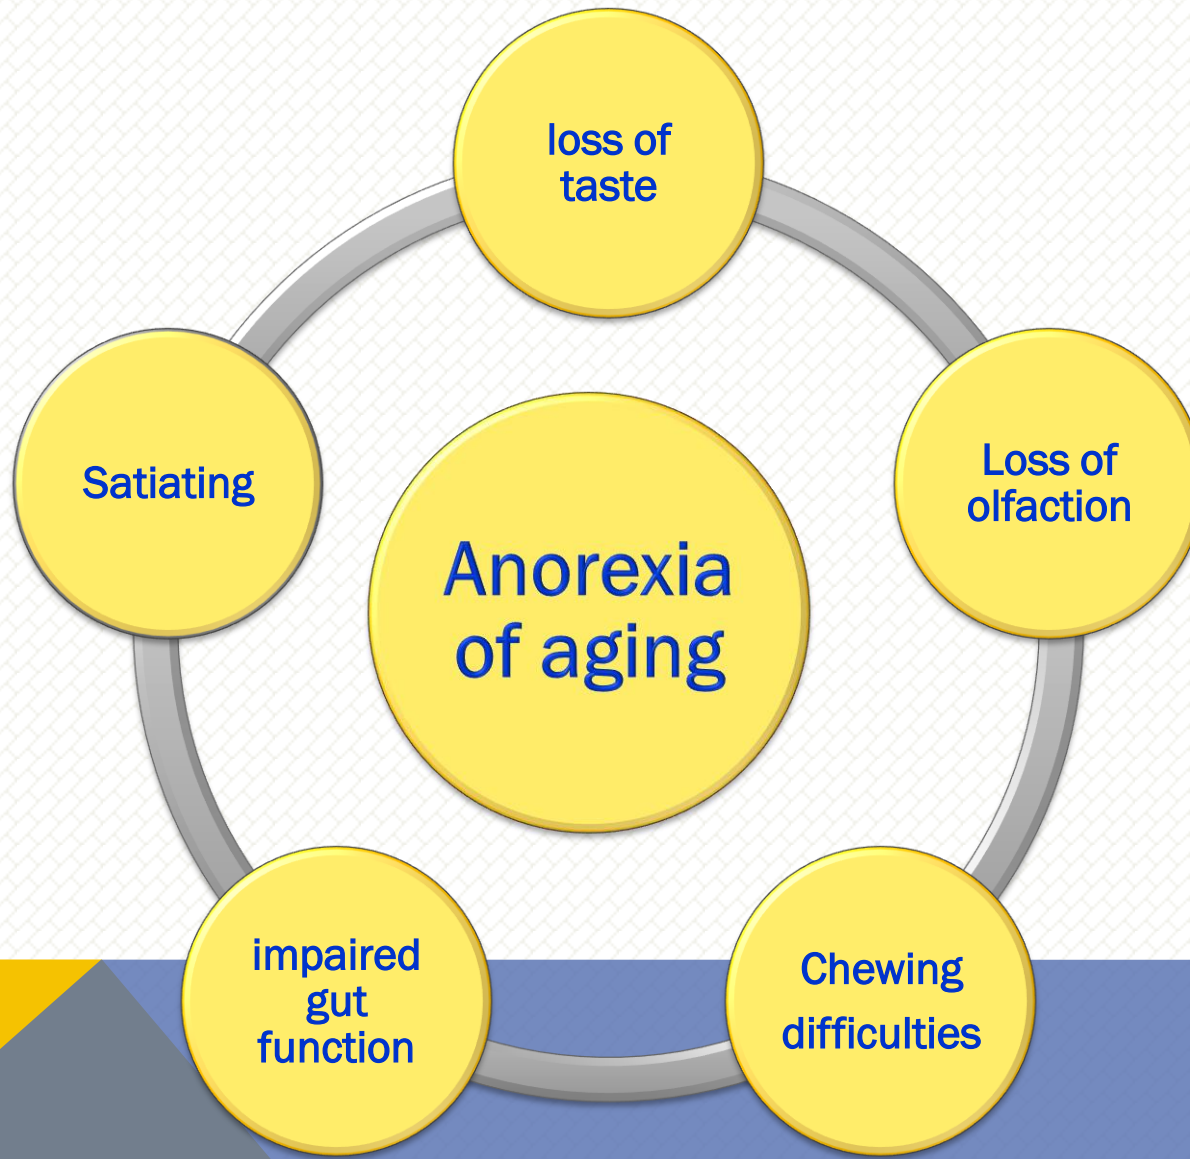 loss of
taste
Loss of
olfaction
Chewing
difficulties
impaired
gut
function
Satiating
Anorexia
of aging